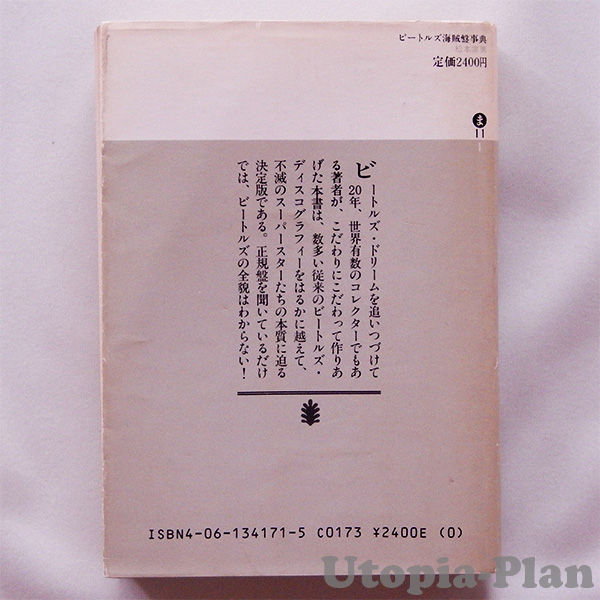 ビートルズ海賊盤事典
松本常男
定価2400円
ま
11
1
ビートルズ・ドリームを追いつづけて
20年、世界有数のコレクターでもあ
る著者が、こだわりにこだわって作りあ
げた本書は、数多い従来のビートルズ・
ディスコグラフィーをはるかに越えて、
不滅のスーパースターたちの本質に迫る
決定版である。正規盤を聞いているだけ
では、ビートルズの全貌はわからない！
ISBN4-06-134171-5 C0173 ¥2400E (0)
Utopia-Plan